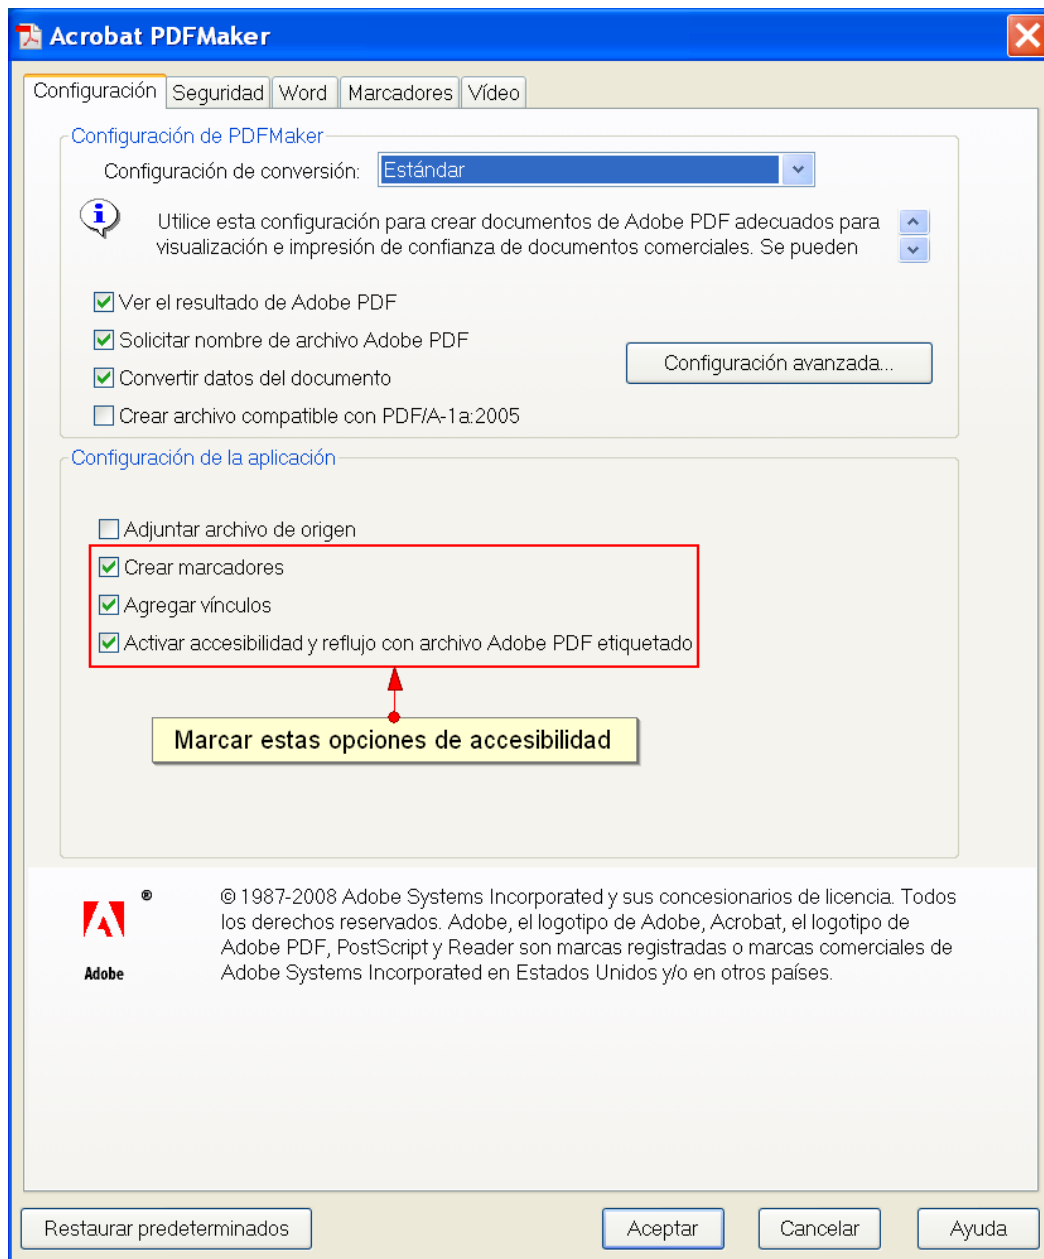 Acrobat PDFMaker
Configuración Seguridad Word Marcadores Vídeo
Configuración de PDFMaker
Configuración de conversión: Estándar
Utilice esta configuración para crear documentos de Adobe PDF adecuados para
visualización e impresión de confianza de documentos comerciales. Se pueden
Ver el resultado de Adobe PDF
Solicitar nombre de archivo Adobe PDF
Convertir datos del documento
Configuración avanzada...
Crear archivo compatible con PDF/A-1a:2005
Configuración de la aplicación
Adjuntar archivo de origen
Crear marcadores
Agregar vínculos
Activar accesibilidad y reflujo con archivo Adobe PDF etiquetado
Marcar estas opciones de accesibilidad
® © 1987-2008 Adobe Systems Incorporated y sus concesionarios de licencia. Todos
los derechos reservados. Adobe, el logotipo de Adobe, Acrobat, el logotipo de
Adobe PDF, PostScript y Reader son marcas registradas o marcas comerciales de
Adobe Systems Incorporated en Estados Unidos y/o en otros países.
Adobe
Restaurar predeterminados Aceptar Cancelar Ayuda